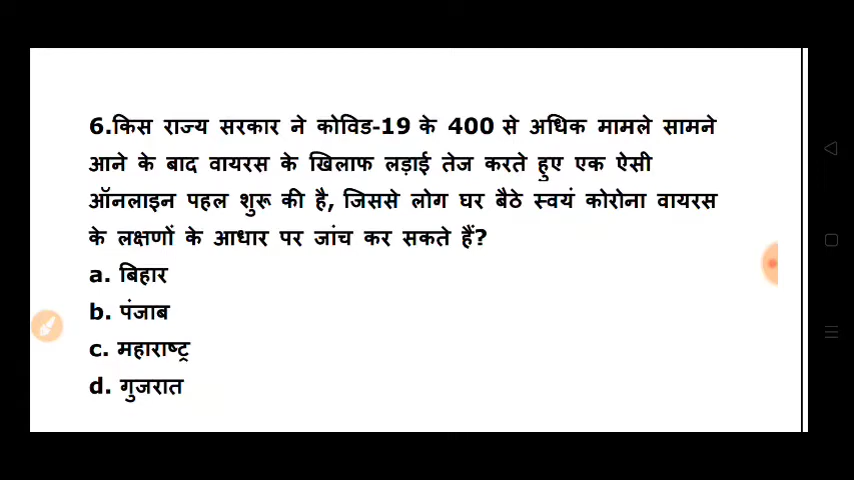 6.किस राज्य सरकार ने कोविड-19 के 400 से अधिक मामले सामने
आने के बाद वायरस के खिलाफ लड़ाई तेज करते हुए एक ऐसी
ऑनलाइन पहल शुरू की है, जिससे लोग घर बैठे स्वयं कोरोना वायरस
के लक्षणों के आधार पर जांच कर सकते हैं?
a. बिहार
b. पंजाब
c. महाराष्ट्र
d. गुजरात